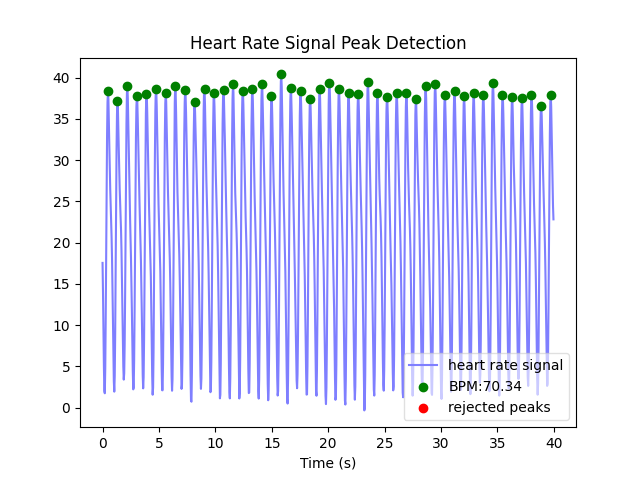 Heart Rate Signal Peak Detection
40
35
30
25
20
15
10
5
0
heart rate signal
BPM:70.34
rejected peaks
0 5 10 15 20 25 30 35 40
Time (s)